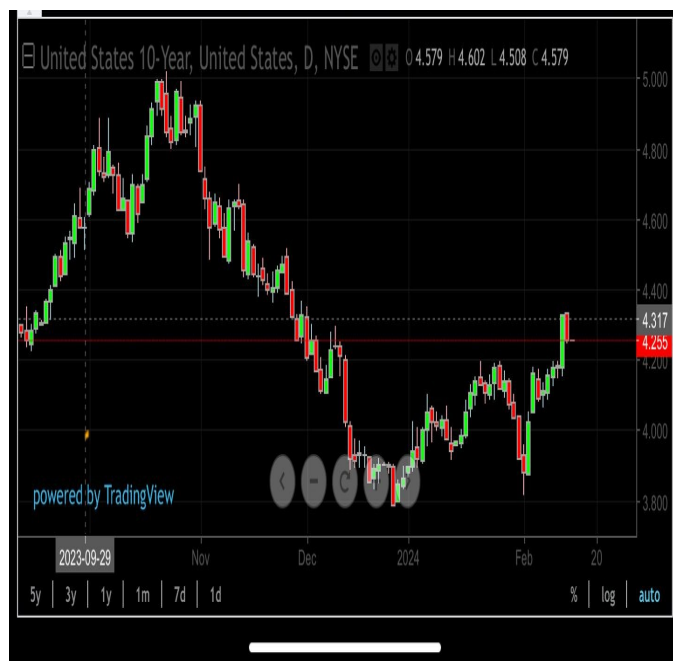 United States 10-Year, United States, D, NYSE O 4.579 H 4.602 L 4.508 C 4.579
5.000
4.800
4.600
4.400
4.317
4.255
4.200
4.000
powered by TradingView
3.800
2023-09-29 Nov Dec 2024 Feb 20
5y 3y 1y 1m 7d 1d % log auto